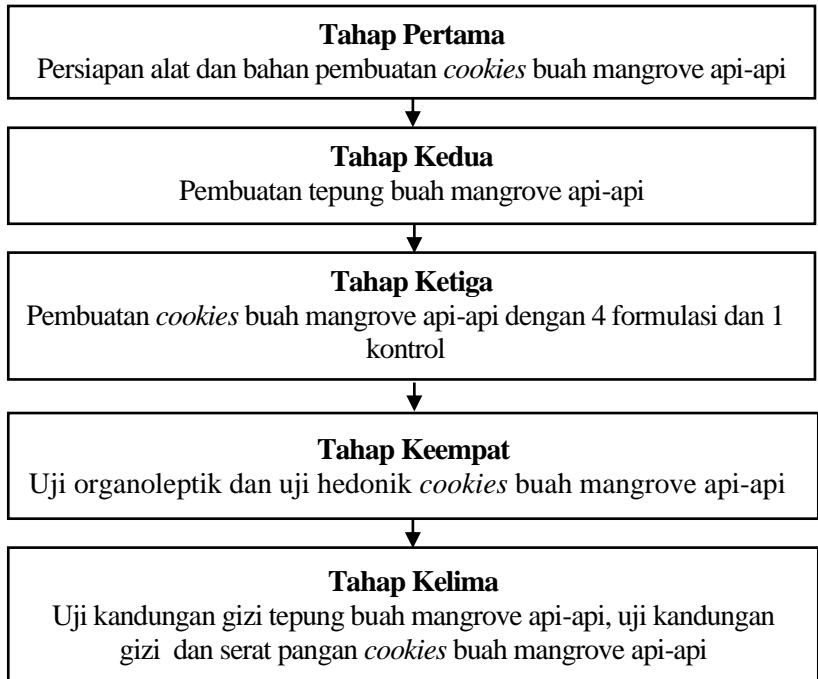 Tahap Pertama
Persiapan alat dan bahan pembuatan cookies buah mangrove api-api
Tahap Kedua
Pembuatan tepung buah mangrove api-api
Tahap Ketiga
Pembuatan cookies buah mangrove api-api dengan 4 formulasi dan 1
kontrol
Tahap Keempat
Uji organoleptik dan uji hedonik cookies buah mangrove api-api
Tahap Kelima
Uji kandungan gizi tepung buah mangrove api-api, uji kandungan
gizi dan serat pangan cookies buah mangrove api-api